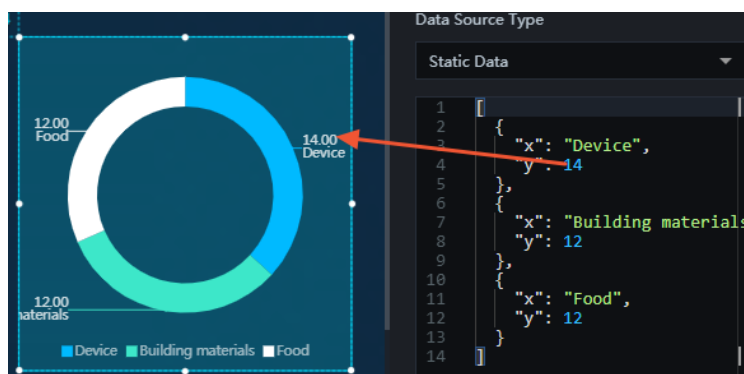 12.00
Food
14.00
Device
12.00
aterials
Device Building materials Food
Data Source Type
Static Data
1 [
2 {
3 "x": "Device",
4 "y": 14
5 },
6 {
7 "x": "Building materials
8 "y": 12
9 },
10 {
11 "x": "Food",
12 "y": 12
13 }
14 ]